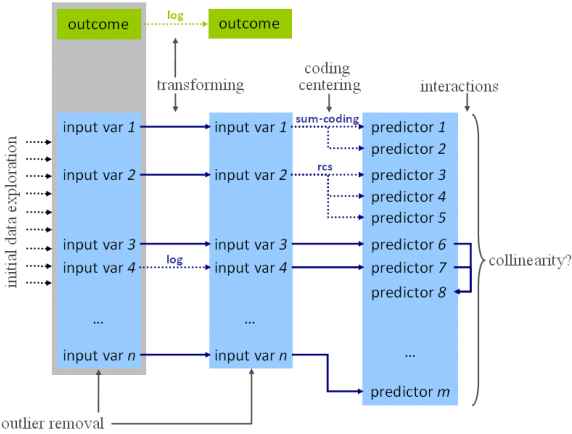 outcome
log
outcome
transforming
coding
centering
interactions
initial data exploration
input var 1
input var 1
sum-coding
predictor 1
predictor 2
input var 2
input var 2
rcs
predictor 3
predictor 4
predictor 5
input var 3
input var 3
predictor 6
collinearity?
input var 4
log
input var 4
predictor 7
predictor 8
...
...
...
input var n
input var n
predictor m
outlier removal